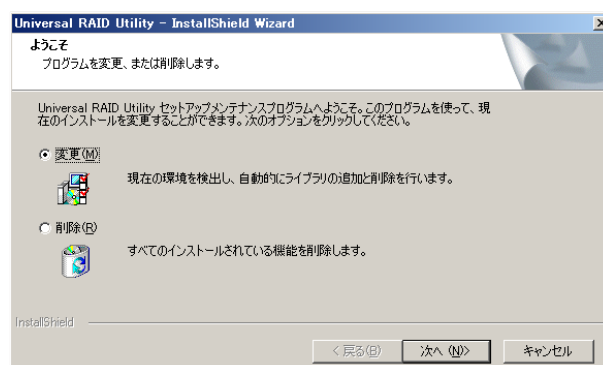 Universal RAID Utility - InstallShield Wizard
ようこそ
プログラムを変更、または削除します。
Universal RAID Utility セットアップメンテナンスプログラムへようこそ。このプログラムを使って、現
在のインストールを変更することができます。次のオプションをクリックしてください。
変更(M)
現在の環境を検出し、自動的にライブラリの追加と削除を行います。
削除(R)
すべてのインストールされている機能を削除します。
InstallShield
< 戻る(B) 次へ (N)> キャンセル